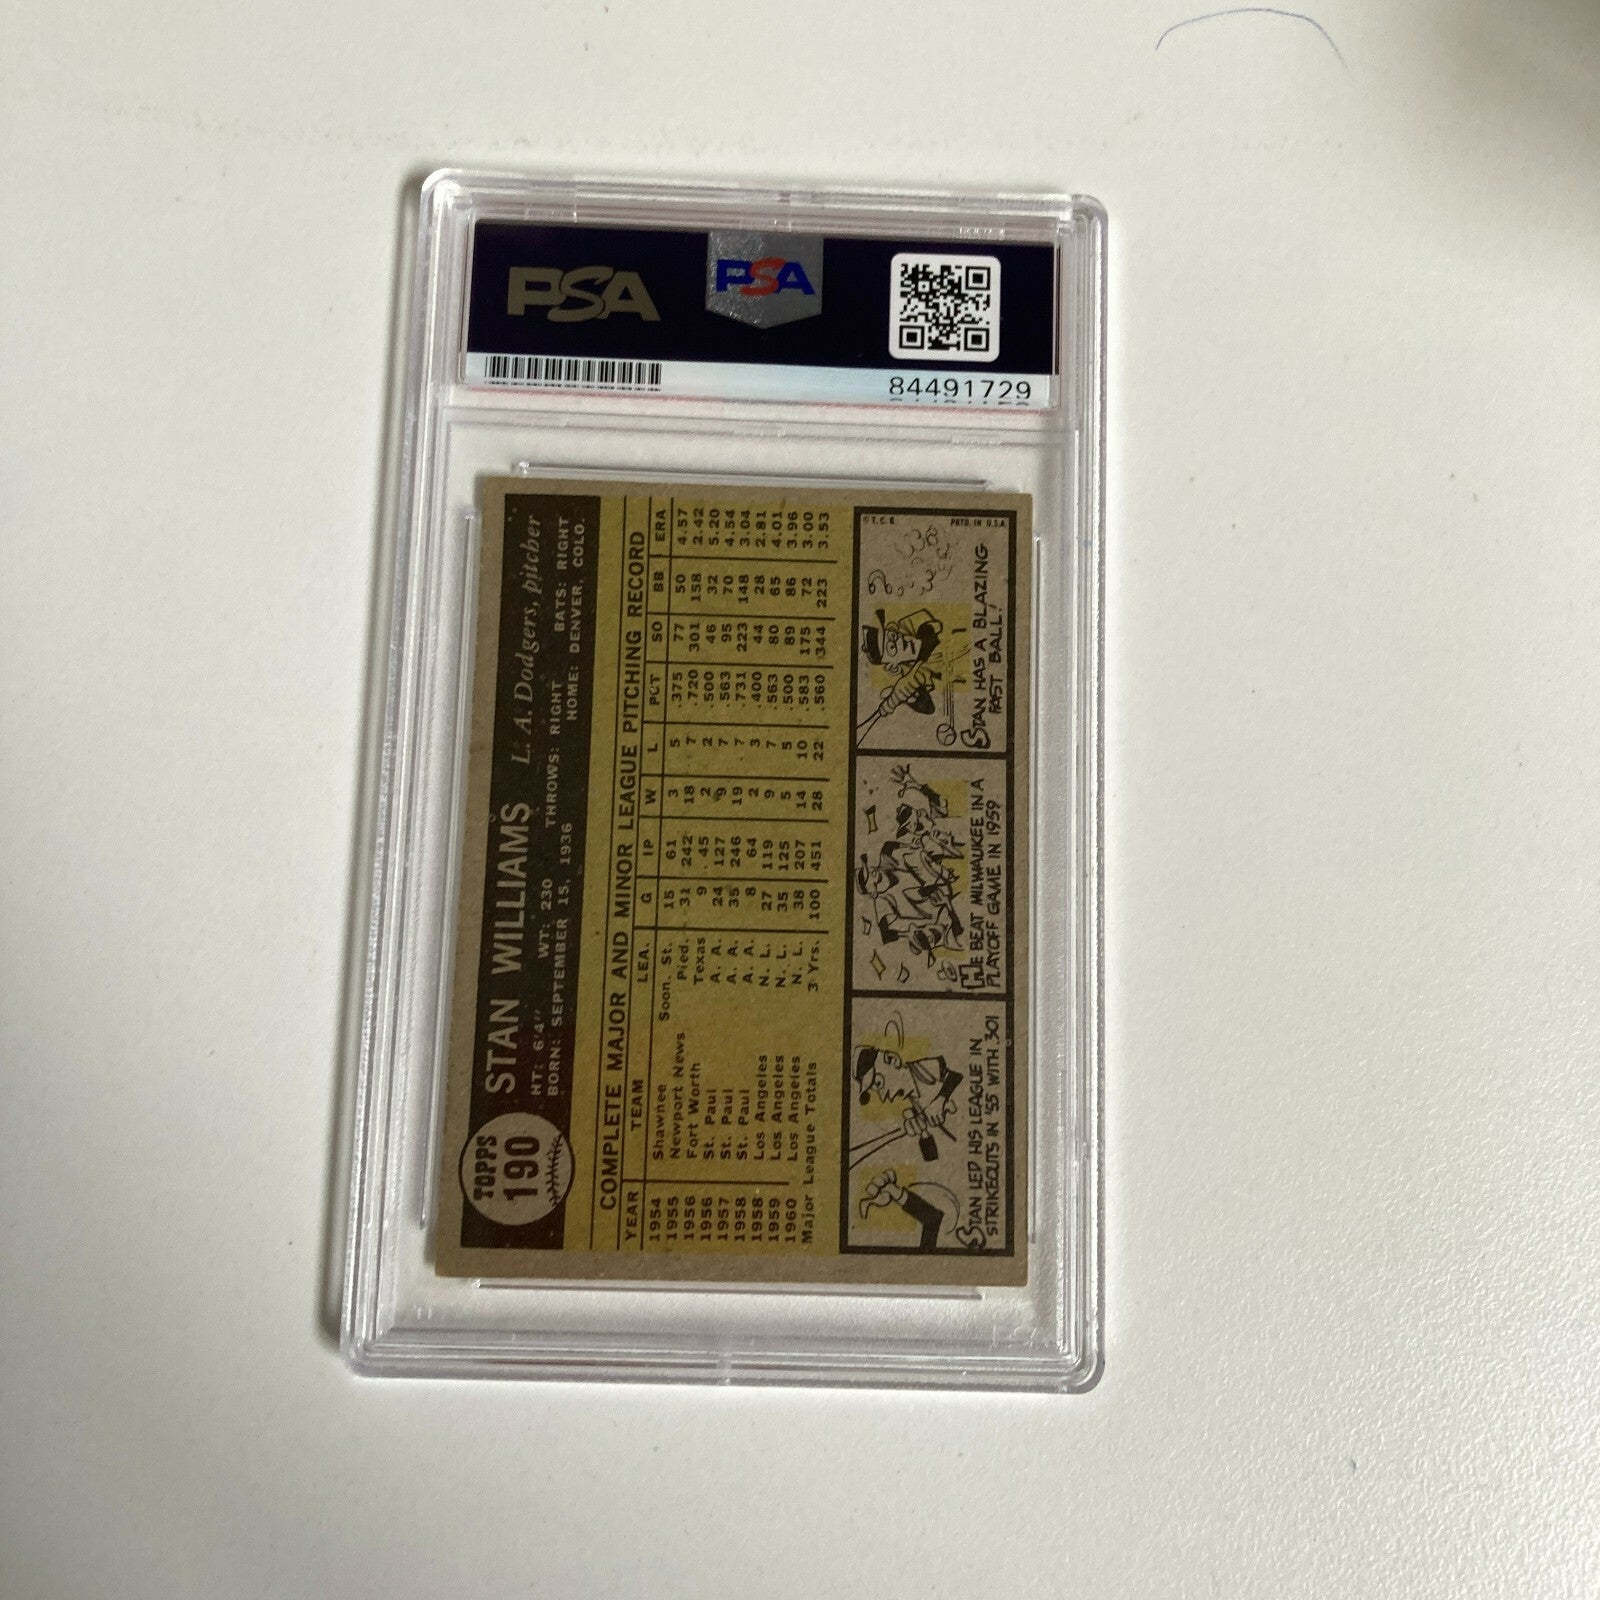 PSA
PSA
84491729
TOPPS
190
STAN WILLIAMS L. A. Dodgers, pitcher
HT: 6'4" WT: 230 THROWS: RIGHT BATS: RIGHT
BORN: SEPTEMBER 15, 1936 HOME: DENVER, COLO.
COMPLETE MAJOR AND MINOR LEAGUE PITCHING RECORD
YEAR TEAM LEA. G IP W L PCT SO BB ERA
1954 Shawnee Soon. St. 15 61 3 5 .375 77 50 4.57
1955 Newport News Pied. 31 242 18 7 .720 301 158 2.42
1956 Fort Worth Texas 9 45 2 2 .500 46 32 5.20
1956 St. Paul A. A. 24 127 9 7 .563 95 70 4.54
1957 St. Paul A. A. 35 246 19 7 .731 223 148 3.04
1958 St. Paul A. A. 8 64 2 3 .400 44 28 2.81
1958 Los Angeles N. L. 27 119 9 7 .563 80 65 4.01
1959 Los Angeles N. L. 35 125 5 5 .500 89 86 3.96
1960 Los Angeles N. L. 38 207 14 10 .583 175 72 3.00
Major League Totals 3 Yrs. 100 451 28 22 .560 344 223 3.53
STAN LED HIS LEAGUE IN
STRIKEOUTS IN '55 WITH 301
HE BEAT MILWAUKEE IN A
PLAYOFF GAME IN 1959
©T.C.G. PRTD. IN U.S.A.
STAN HAS A BLAZING
FAST BALL!